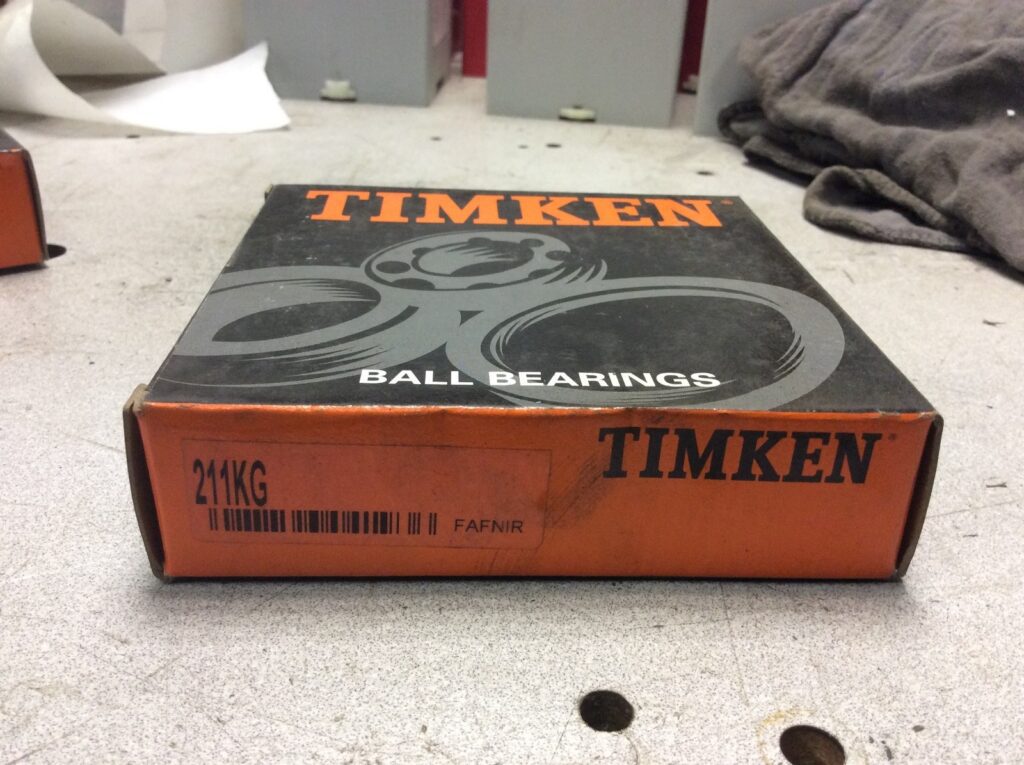 TIMKEN®
BALL BEARINGS
TIMKEN®
211KG
FAFNIR